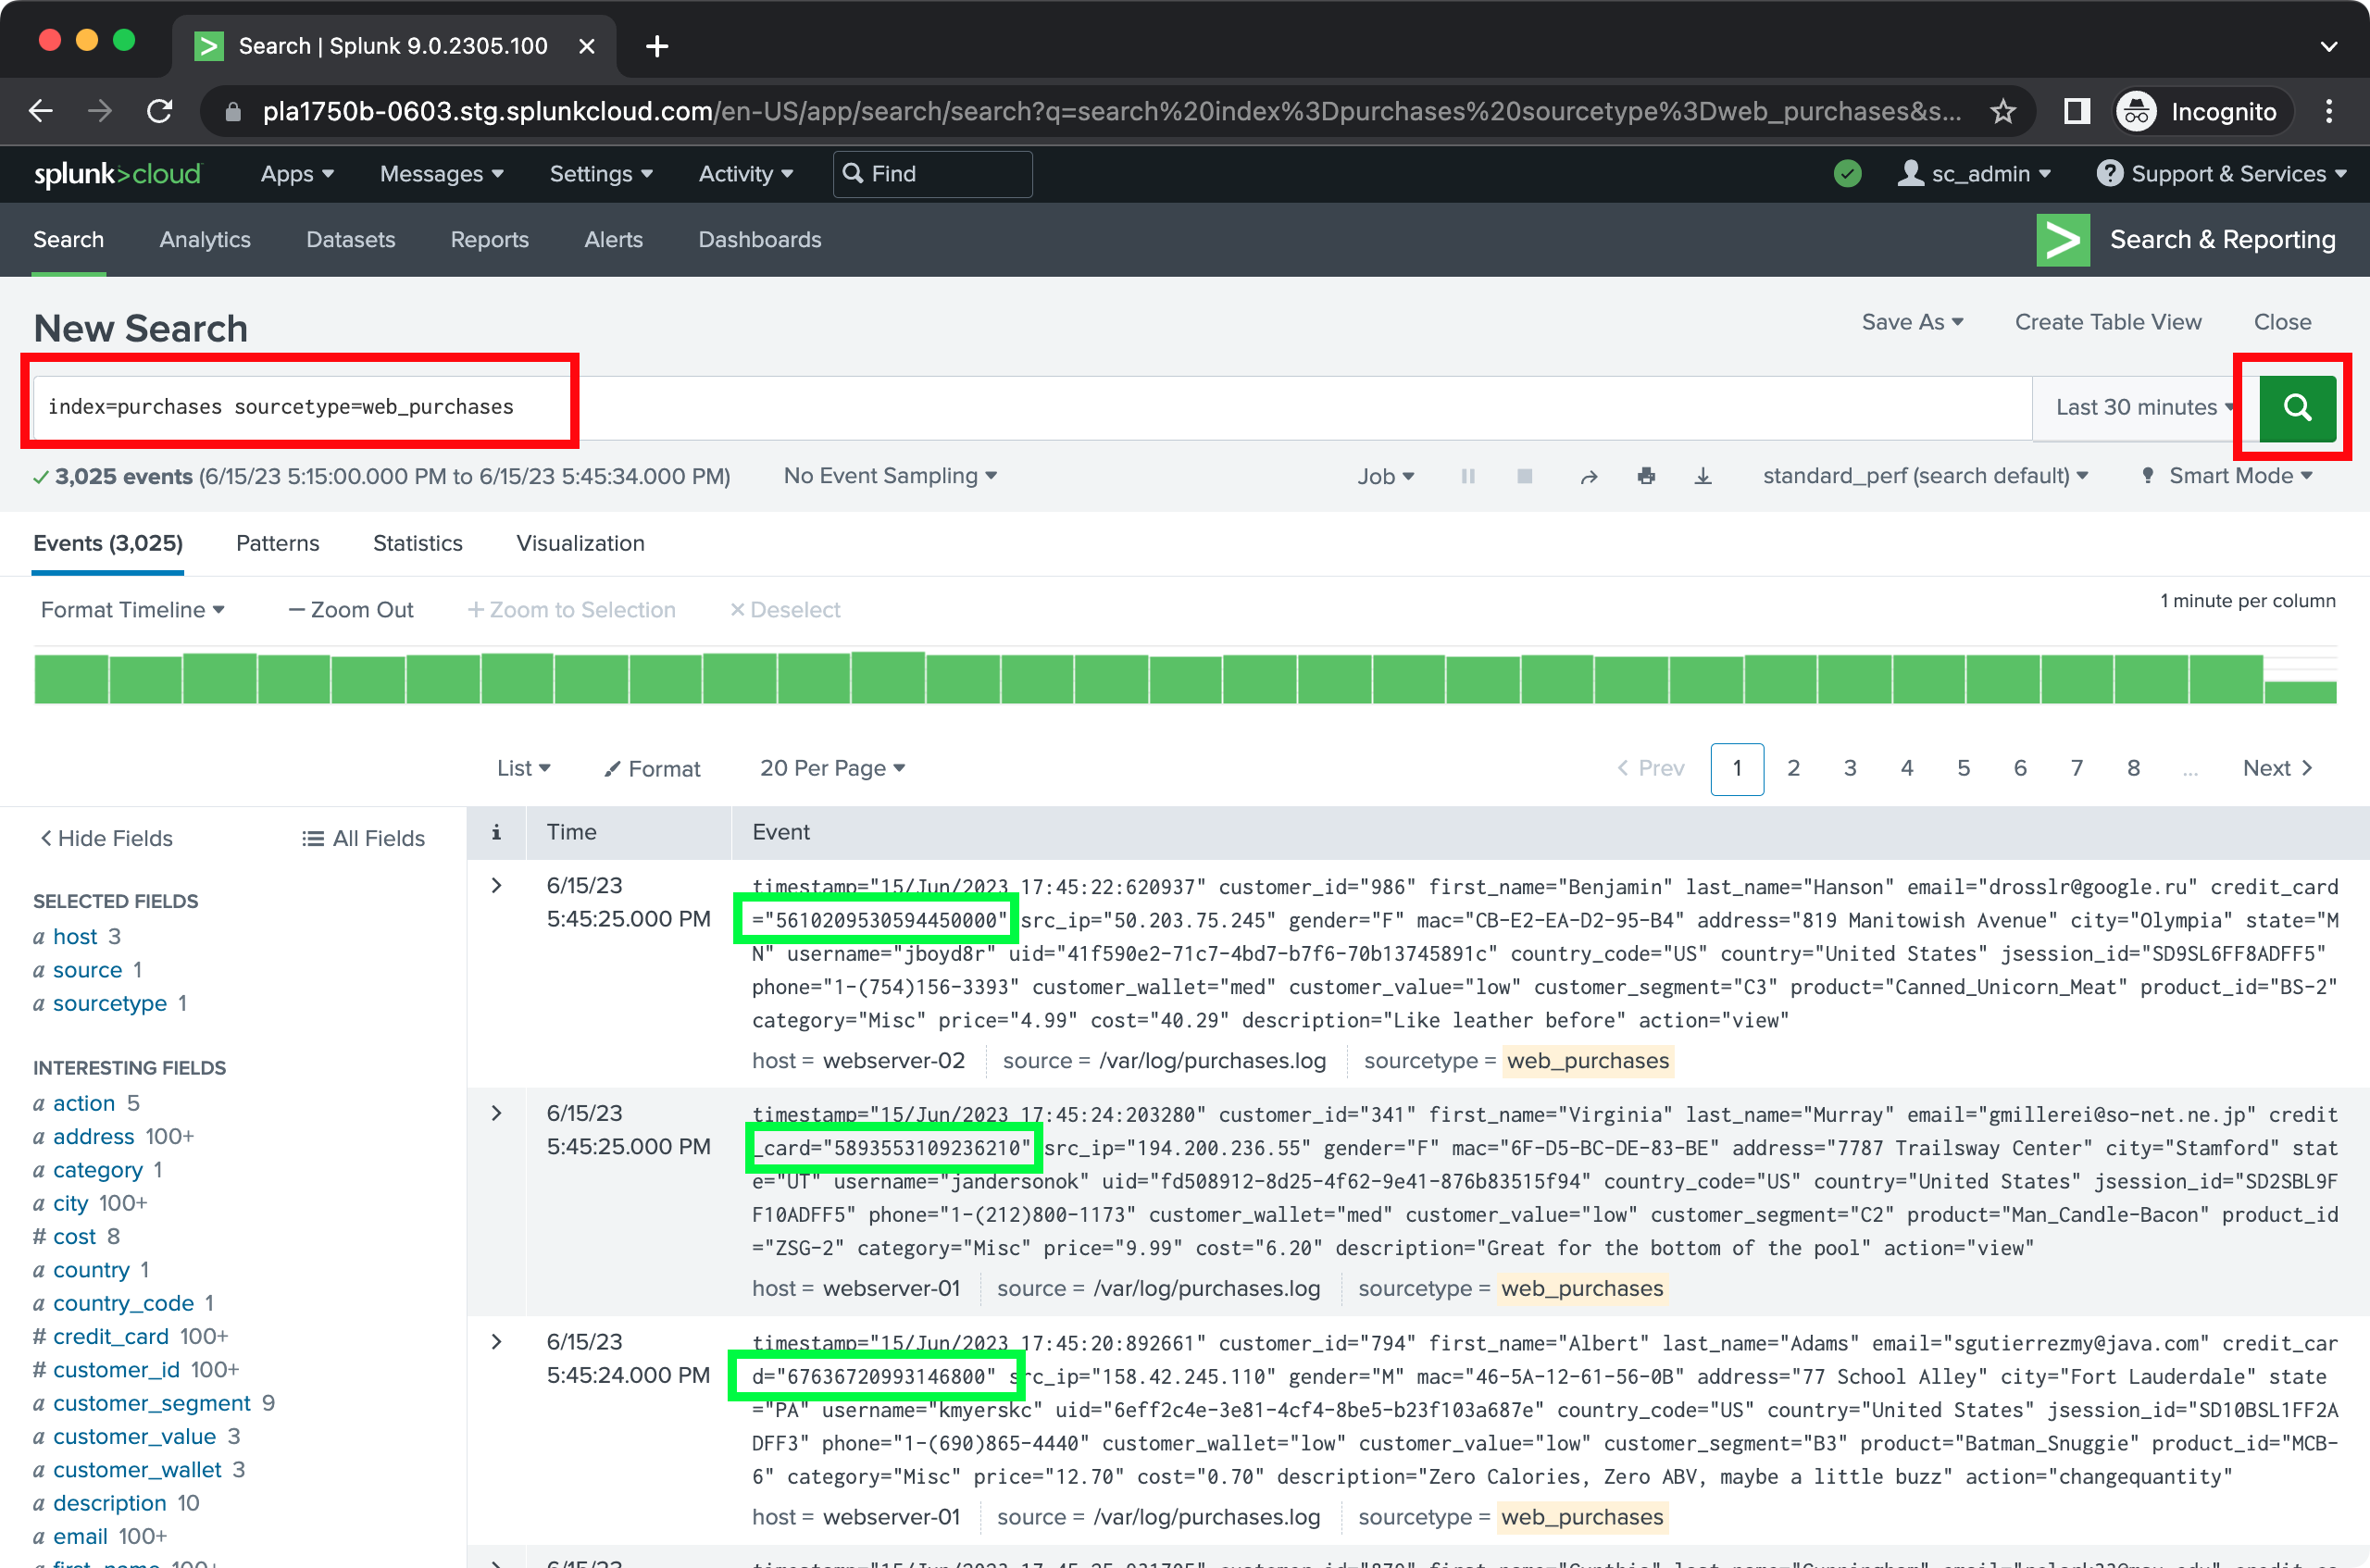 Search | Splunk 9.0.2305.100
pla1750b-0603.stg.splunkcloud.com/en-US/app/search/search?q=search%20index%3Dpurchases%20sourcetype%3Dweb_purchases&s... Incognito
splunk>cloud Apps Messages Settings Activity Find sc_admin Support & Services
Search Analytics Datasets Reports Alerts Dashboards Search & Reporting
New Search Save As Create Table View Close
index=purchases sourcetype=web_purchases Last 30 minutes
3,025 events (6/15/23 5:15:00.000 PM to 6/15/23 5:45:34.000 PM) No Event Sampling Job standard_perf (search default) Smart Mode
Events (3,025) Patterns Statistics Visualization
Format Timeline — Zoom Out + Zoom to Selection × Deselect 1 minute per column
List Format 20 Per Page < Prev 1 2 3 4 5 6 7 8 ... Next >
< Hide Fields All Fields
SELECTED FIELDS
a host 3
a source 1
a sourcetype 1
INTERESTING FIELDS
a action 5
a address 100+
a category 1
a city 100+
# cost 8
a country 1
a country_code 1
# credit_card 100+
# customer_id 100+
a customer_segment 9
a customer_value 3
a customer_wallet 3
a description 10
a email 100+
a first_name 100+
i Time Event
6/15/23
5:45:25.000 PM
timestamp="15/Jun/2023 17:45:22:620937" customer_id="986" first_name="Benjamin" last_name="Hanson" email="drosslr@google.ru" credit_card
="5610209530594450000" src_ip="50.203.75.245" gender="F" mac="CB-E2-EA-D2-95-B4" address="819 Manitowish Avenue" city="Olympia" state="M
N" username="jboyd8r" uid="41f590e2-71c7-4bd7-b7f6-70b13745891c" country_code="US" country="United States" jsession_id="SD9SL6FF8ADFF5"
phone="1-(754)156-3393" customer_wallet="med" customer_value="low" customer_segment="C3" product="Canned_Unicorn_Meat" product_id="BS-2"
category="Misc" price="4.99" cost="40.29" description="Like leather before" action="view"
host = webserver-02 source = /var/log/purchases.log sourcetype = web_purchases
6/15/23
5:45:25.000 PM
timestamp="15/Jun/2023 17:45:24:203280" customer_id="341" first_name="Virginia" last_name="Murray" email="gmillerei@so-net.ne.jp" credit
_card="5893553109236210" src_ip="194.200.236.55" gender="F" mac="6F-D5-BC-DE-83-BE" address="7787 Trailsway Center" city="Stamford" stat
e="UT" username="jandersonok" uid="fd508912-8d25-4f62-9e41-876b83515f94" country_code="US" country="United States" jsession_id="SD2SBL9F
F10ADFF5" phone="1-(212)800-1173" customer_wallet="med" customer_value="low" customer_segment="C2" product="Man_Candle-Bacon" product_id
="ZSG-2" category="Misc" price="9.99" cost="6.20" description="Great for the bottom of the pool" action="view"
host = webserver-01 source = /var/log/purchases.log sourcetype = web_purchases
6/15/23
5:45:24.000 PM
timestamp="15/Jun/2023 17:45:20:892661" customer_id="794" first_name="Albert" last_name="Adams" email="sgutierrezmy@java.com" credit_car
d="67636720993146800" src_ip="158.42.245.110" gender="M" mac="46-5A-12-61-56-0B" address="77 School Alley" city="Fort Lauderdale" state
="PA" username="kmyerskc" uid="6eff2c4e-3e81-4cf4-8be5-b23f103a687e" country_code="US" country="United States" jsession_id="SD10BSL1FF2A
DFF3" phone="1-(690)865-4440" customer_wallet="low" customer_value="low" customer_segment="B3" product="Batman_Snuggie" product_id="MCB-
6" category="Misc" price="12.70" cost="0.70" description="Zero Calories, Zero ABV, maybe a little buzz" action="changequantity"
host = webserver-01 source = /var/log/purchases.log sourcetype = web_purchases